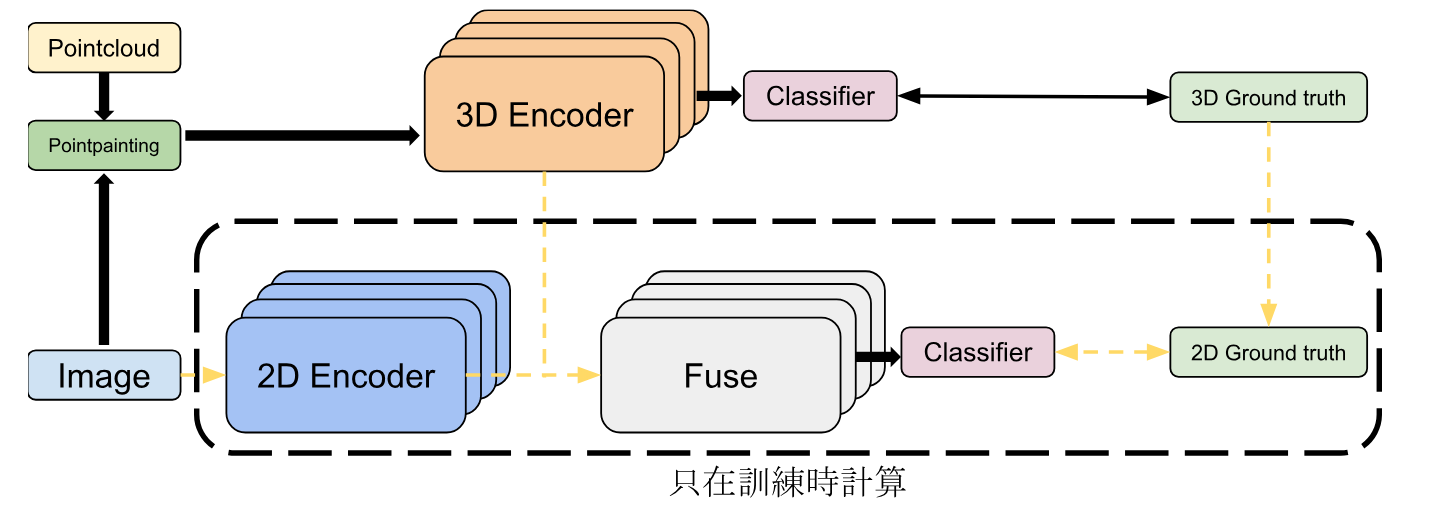 Pointcloud
Pointpainting
3D Encoder
Classifier
3D Ground truth
Image
2D Encoder
Fuse
Classifier
2D Ground truth
只在訓練時計算